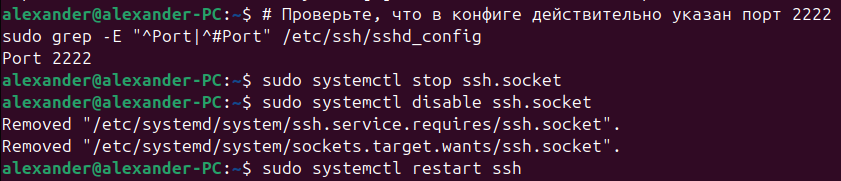 alexander@alexander-PC:~$ # Проверьте, что в конфиге действительно указан порт 2222
sudo grep -E "^Port|^#Port" /etc/ssh/sshd_config
Port 2222
alexander@alexander-PC:~$ sudo systemctl stop ssh.socket
alexander@alexander-PC:~$ sudo systemctl disable ssh.socket
Removed "/etc/systemd/system/ssh.service.requires/ssh.socket".
Removed "/etc/systemd/system/sockets.target.wants/ssh.socket".
alexander@alexander-PC:~$ sudo systemctl restart ssh